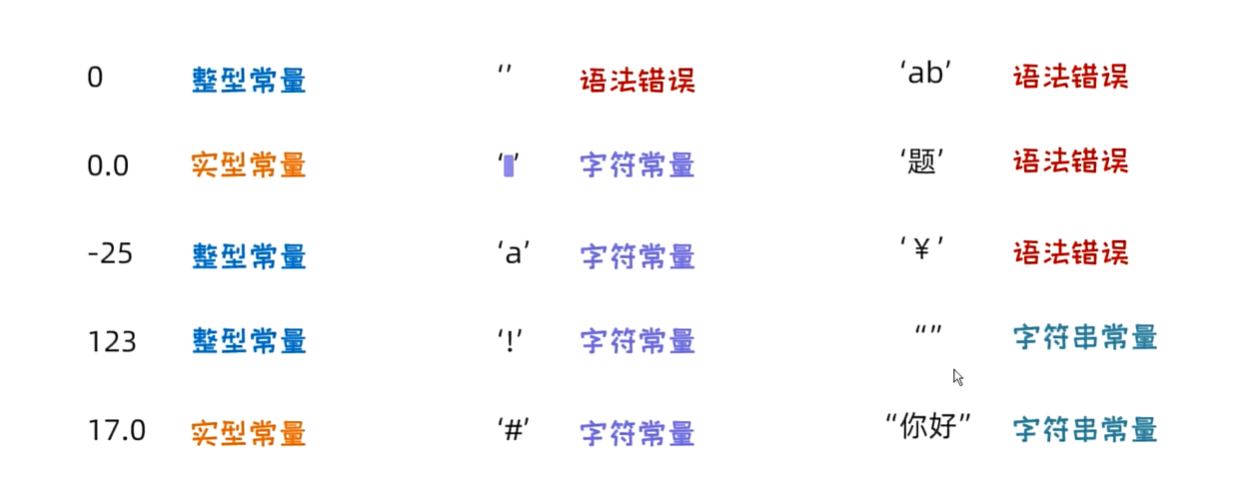 0 整型常量 ‘’ 语法错误 ‘ab’ 语法错误
0.0 实型常量 ‘ ’ 字符常量 ‘题’ 语法错误
-25 整型常量 ‘a’ 字符常量 ‘￥’ 语法错误
123 整型常量 ‘!’ 字符常量 “” 字符串常量
17.0 实型常量 ‘#’ 字符常量 “你好” 字符串常量